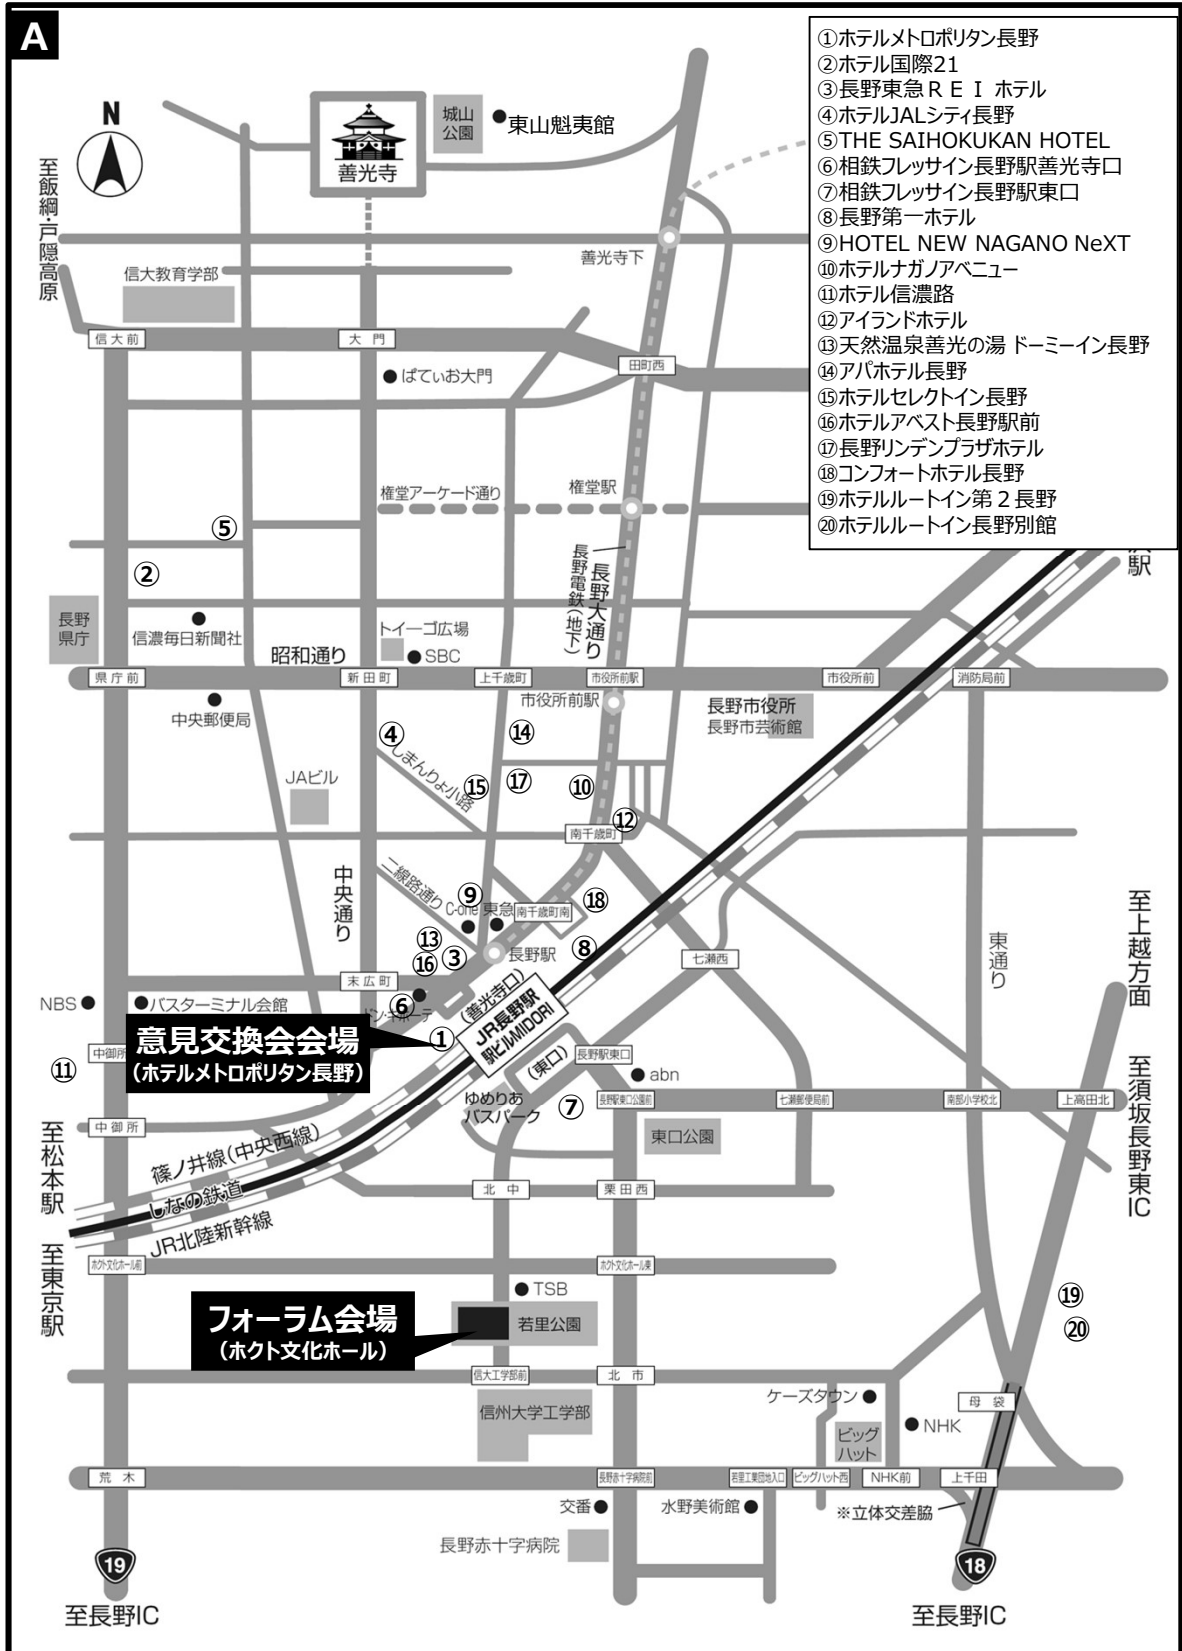 A
①ホテルメトロポリタン長野
②ホテル国際21
③長野東急ＲＥＩ ホテル
④ホテルJALシティ長野
⑤THE SAIHOKUKAN HOTEL
⑥相鉄フレッサイン長野駅善光寺口
⑦相鉄フレッサイン長野駅東口
⑧長野第一ホテル
⑨HOTEL NEW NAGANO NeXT
⑩ホテルナガノアベニュー
⑪ホテル信濃路
⑫アイランドホテル
⑬天然温泉善光の湯 ドーミーイン長野
⑭アパホテル長野
⑮ホテルセレクトイン長野
⑯ホテルアベスト長野駅前
⑰長野リンデンプラザホテル
⑱コンフォートホテル長野
⑲ホテルルートイン第２長野
⑳ホテルルートイン長野別館
N
城山
公園
東山魁夷館
善光寺
至飯綱・戸隠高原
善光寺下
信大教育学部
信大前
大門
田町西
ぱてぃお大門
権堂アーケード通り
権堂駅
⑤
②
長野電鉄(地下)
長野大通り
駅
長野
県庁
信濃毎日新聞社
トイーゴ広場
SBC
昭和通り
県庁前
新田町
上千歳町
市役所前駅
市役所前
消防局前
中央郵便局
市役所前駅
長野市役所
長野市芸術館
④
⑭
しまんりょ小路
JAビル
⑮
⑰
⑩
⑫
南千歳町
中央通り
二線路通り
⑨
C-one
東急
南千歳町南
⑱
⑬
⑯
③
長野駅
⑧
七瀬西
東通り
至上越方面
末広町
NBS
バスターミナル会館
⑥
ドン・キホーテ
(善光寺口)
JR長野駅
駅ビルMIDORI
(東口)
①
意見交換会会場
（ホテルメトロポリタン長野）
中御所
⑪
長野駅東口
abn
ゆめりあ
バスパーク
⑦
長野駅東口公園前
七瀬郵便局前
南部小学校北
上高田北
至須坂長野東IC
中御所
東口公園
至松本駅
篠ノ井線(中央西線)
しなの鉄道
JR北陸新幹線
北中
栗田西
至東京駅
ホクト文化ホール前
ホクト文化ホール東
TSB
若里公園
フォーラム会場
（ホクト文化ホール）
⑲
⑳
信大工学部前
北市
信州大学工学部
ケーズタウン
母袋
ビッグ
ハット
NHK
荒木
長野赤十字病院前
若里工業団地入口
ビッグハット西
NHK前
上千田
交番
水野美術館
※立体交差脇
長野赤十字病院
19
18
至長野IC
至長野IC